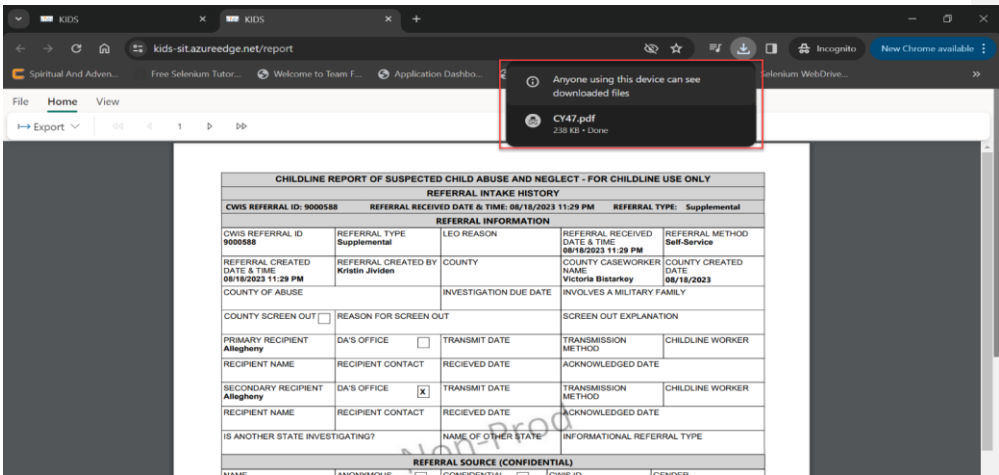 KIDS
KIDS
kids-sit.azureedge.net/report
Incognito
New Chrome available
Spiritual And Adven...
Free Selenium Tutor...
Welcome to Team F...
Application Dashbo...
Selenium WebDrive...
Anyone using this device can see
downloaded files
CY47.pdf
238 KB • Done
File Home View
Export
1
CHILDLINE REPORT OF SUSPECTED CHILD ABUSE AND NEGLECT - FOR CHILDLINE USE ONLY
REFERRAL INTAKE HISTORY
CWIS REFERRAL ID: 9000588 REFERRAL RECEIVED DATE & TIME: 08/18/2023 11:29 PM REFERRAL TYPE: Supplemental
REFERRAL INFORMATION
CWIS REFERRAL ID
9000588
REFERRAL TYPE
Supplemental
LEO REASON
REFERRAL RECEIVED
DATE & TIME
08/18/2023 11:29 PM
REFERRAL METHOD
Self-Service
REFERRAL CREATED
DATE & TIME
08/18/2023 11:29 PM
REFERRAL CREATED BY
Kristin Jividen
COUNTY
COUNTY CASEWORKER
NAME
Victoria Bistarkey
COUNTY CREATED
DATE
08/18/2023
COUNTY OF ABUSE
INVESTIGATION DUE DATE
INVOLVES A MILITARY FAMILY
COUNTY SCREEN OUT
REASON FOR SCREEN OUT
SCREEN OUT EXPLANATION
PRIMARY RECIPIENT
Allegheny
DA'S OFFICE
TRANSMIT DATE
TRANSMISSION
METHOD
CHILDLINE WORKER
RECIPIENT NAME
RECIPIENT CONTACT
RECIEVED DATE
ACKNOWLEDGED DATE
SECONDARY RECIPIENT
Allegheny
DA'S OFFICE
X
TRANSMIT DATE
TRANSMISSION
METHOD
CHILDLINE WORKER
RECIPIENT NAME
RECIPIENT CONTACT
RECIEVED DATE
ACKNOWLEDGED DATE
IS ANOTHER STATE INVESTIGATING?
NAME OF OTHER STATE
INFORMATIONAL REFERRAL TYPE
Non-Prod
REFERRAL SOURCE (CONFIDENTIAL)
NAME
ANONYMOUS
CONFIDENTIAL
CWIS ID
GENDER